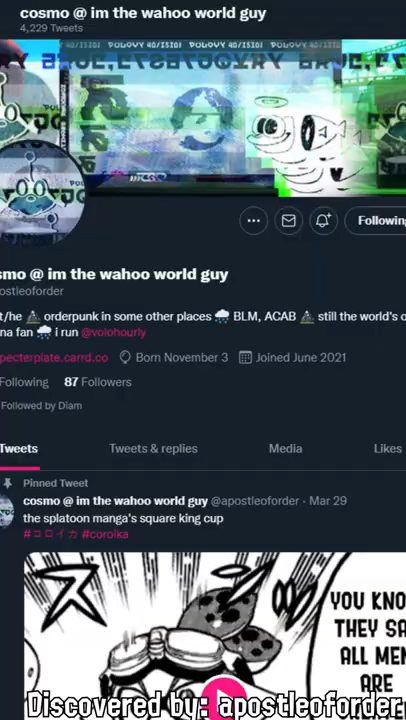 cosmo @ im the wahoo world guy
4,229 Tweets
Following
smo @ im the wahoo world guy
ostleoforder
t/he orderpunk in some other places BLM, ACAB still the world's o
na fan i run @volohourly
pecterplate.carrd.co Born November 3 Joined June 2021
Following 87 Followers
Followed by Diam
Tweets Tweets & replies Media Likes
Pinned Tweet
cosmo @ im the wahoo world guy @apostleoforder · Mar 29
the splatoon manga's square king cup
#コロイカ #coroika
YOU KNO
THEY SA
ALL MEN
ARE
Discovered by: apostleoforder